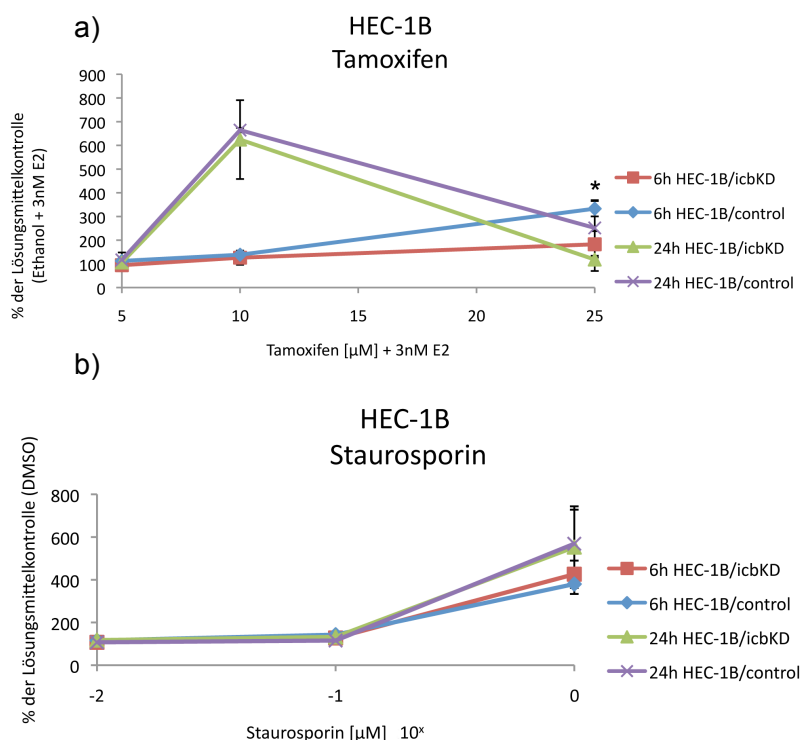 a)
HEC-1B
Tamoxifen
% der Lösungsmittelkontrolle
(Ethanol + 3nM E2)
900
800
700
600
500
400
300
200
100
0
5
10
15
20
25
Tamoxifen [µM] + 3nM E2
*
6h HEC-1B/icbKD
6h HEC-1B/control
24h HEC-1B/icbKD
24h HEC-1B/control
b)
HEC-1B
Staurosporin
% der Lösungsmittelkontrolle (DMSO)
800
600
400
200
0
-2
-1
0
Staurosporin [µM] 10ˣ
6h HEC-1B/icbKD
6h HEC-1B/control
24h HEC-1B/icbKD
24h HEC-1B/control